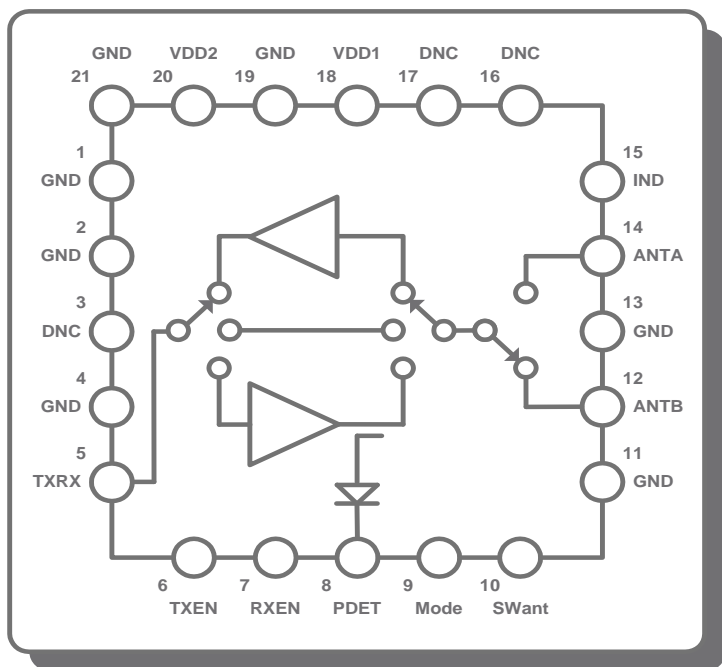 GND VDD2 GND VDD1 DNC DNC
21 20 19 18 17 16
1 15
GND IND
2 14
GND ANTA
3 13
DNC GND
4 12
GND ANTB
5 11
TXRX GND
6 7 8 9 10
TXEN RXEN PDET Mode SWant